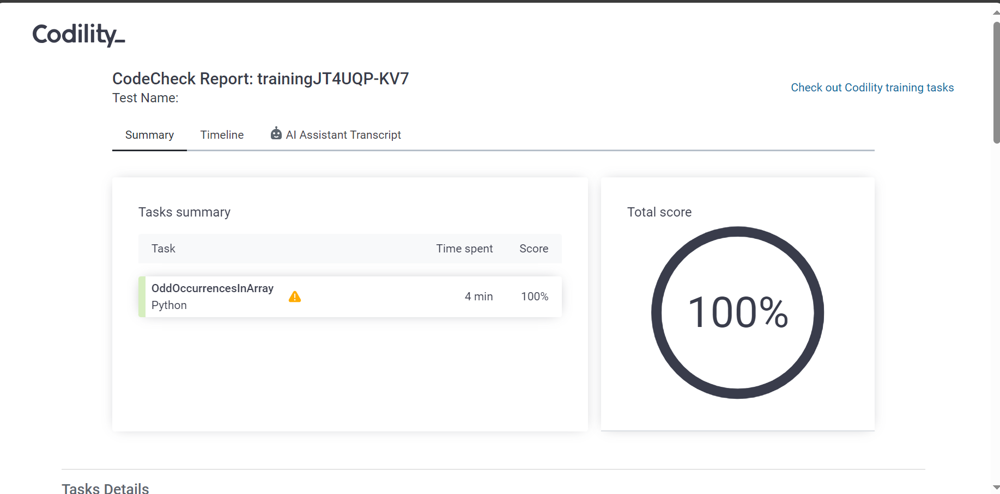 Codility_
CodeCheck Report: trainingJT4UQP-KV7
Test Name:
Check out Codility training tasks
Summary
Timeline
AI Assistant Transcript
Tasks summary
Task Time spent Score
OddOccurrencesInArray
Python
4 min 100%
Total score
100%
Tasks Details